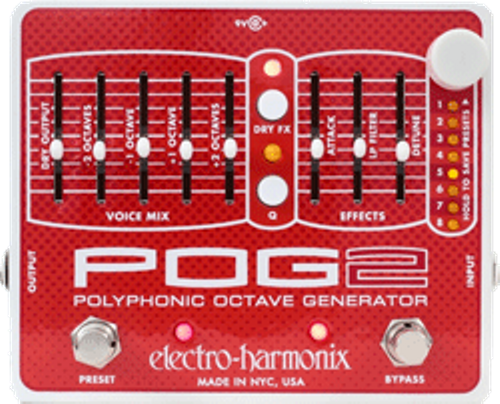 9V
DRY OUTPUT
-2 OCTAVES
-1 OCTAVE
+1 OCTAVE
+2 OCTAVES
DRY FX
Q
ATTACK
LP FILTER
DETUNE
1
2
3
4
5
6
7
8
HOLD TO SAVE PRESETS
VOICE MIX
EFFECTS
OUTPUT
INPUT
POG2
POLYPHONIC OCTAVE GENERATOR
electro-harmonix
MADE IN NYC, USA
PRESET
BYPASS